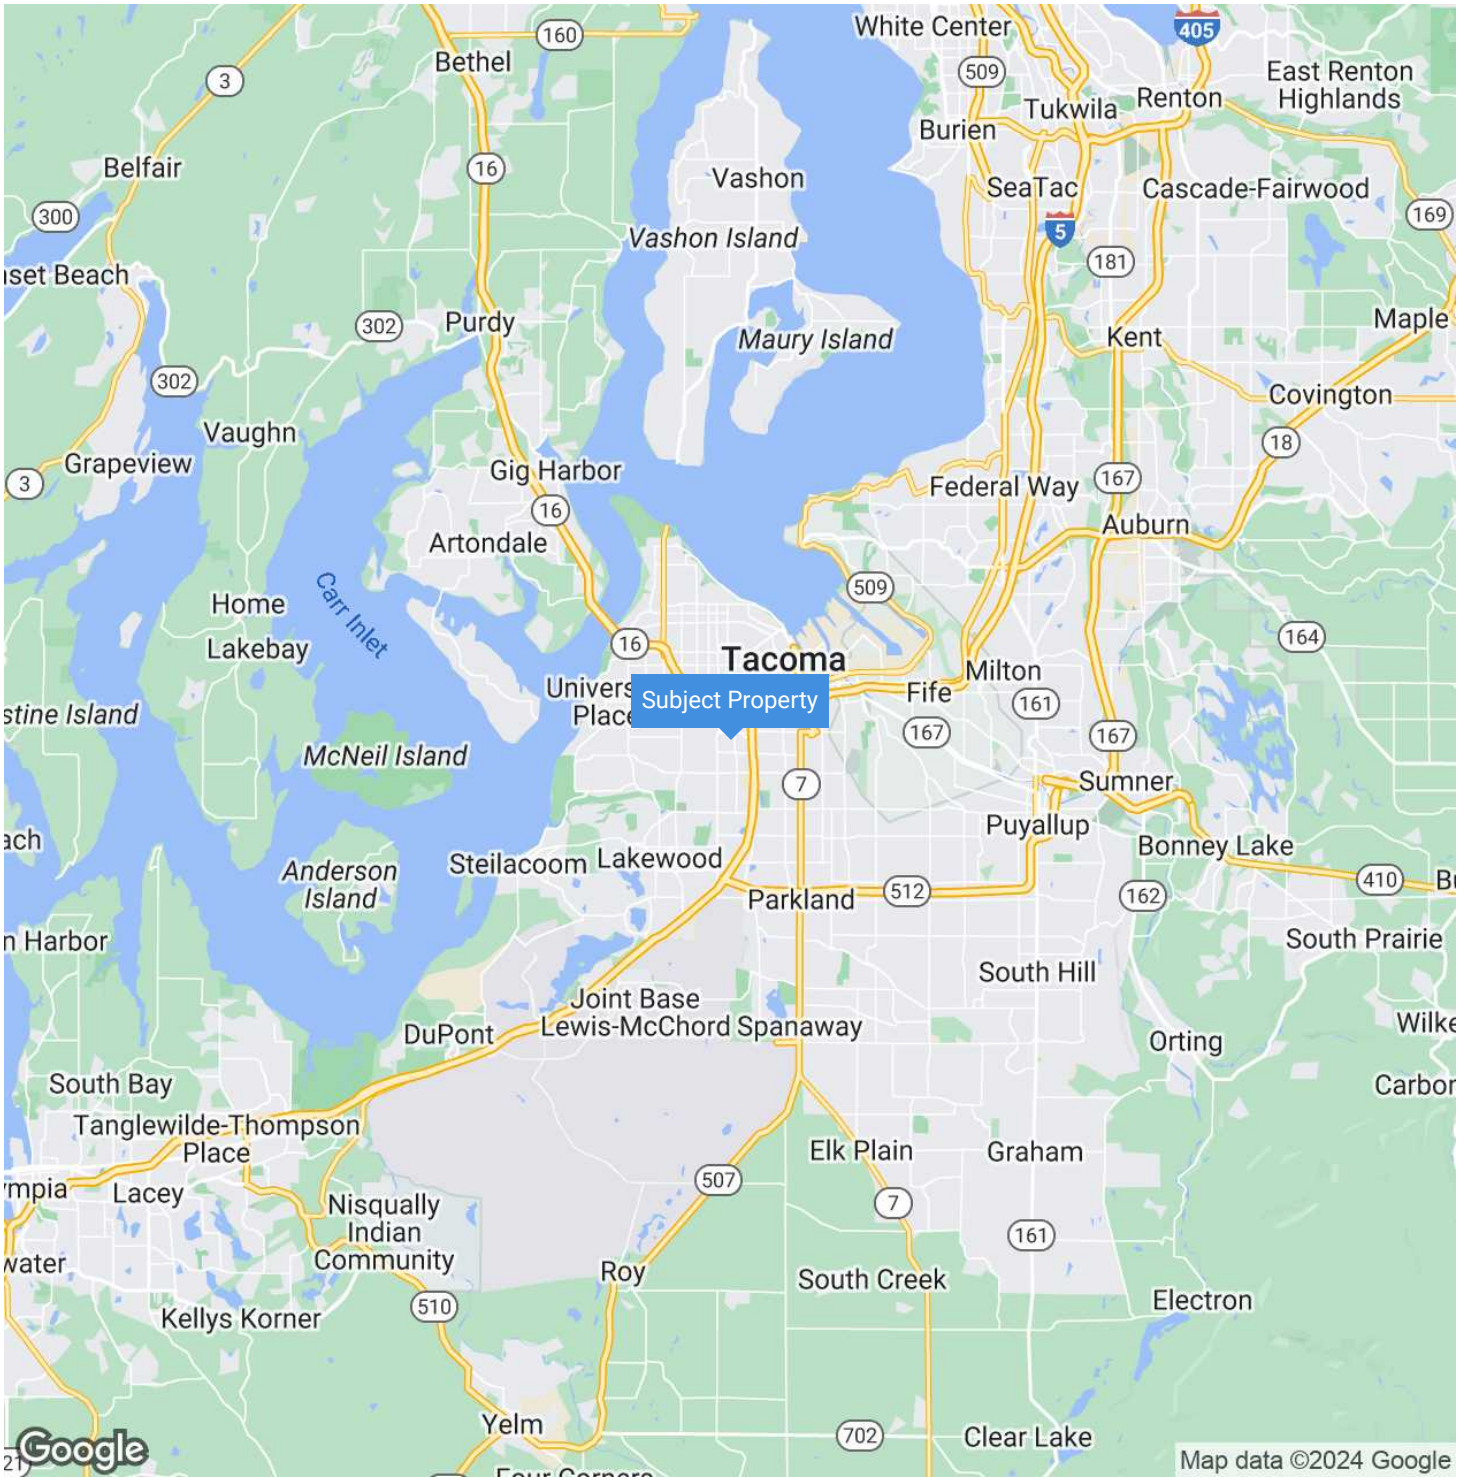 White Center
405
160
Bethel
509
East Renton
Highlands
3
Tukwila
Renton
Burien
Belfair
16
Vashon
SeaTac
Cascade-Fairwood
300
169
Vashon Island
5
181
nset Beach
302
Purdy
Maple
Maury Island
Kent
302
Covington
Vaughn
18
Grapeview
Gig Harbor
3
167
Federal Way
16
Auburn
Artondale
509
Carr Inlet
Home
164
16
Lakebay
Tacoma
Milton
Univers
Place
Subject Property
Fife
161
stine Island
167
167
McNeil Island
7
Sumner
Puyallup
ach
Bonney Lake
Steilacoom
Lakewood
Anderson
Island
410
Parkland
512
162
n Harbor
South Prairie
South Hill
Joint Base
Lewis-McChord
Spanaway
DuPont
Wilke
Orting
South Bay
Carbor
Tanglewilde-Thompson
Place
Elk Plain
Graham
507
mpia
Lacey
Nisqually
Indian
Community
7
161
water
Roy
South Creek
Electron
510
Kellys Korner
Yelm
702
Clear Lake
Google
21
Map data ©2024 Google